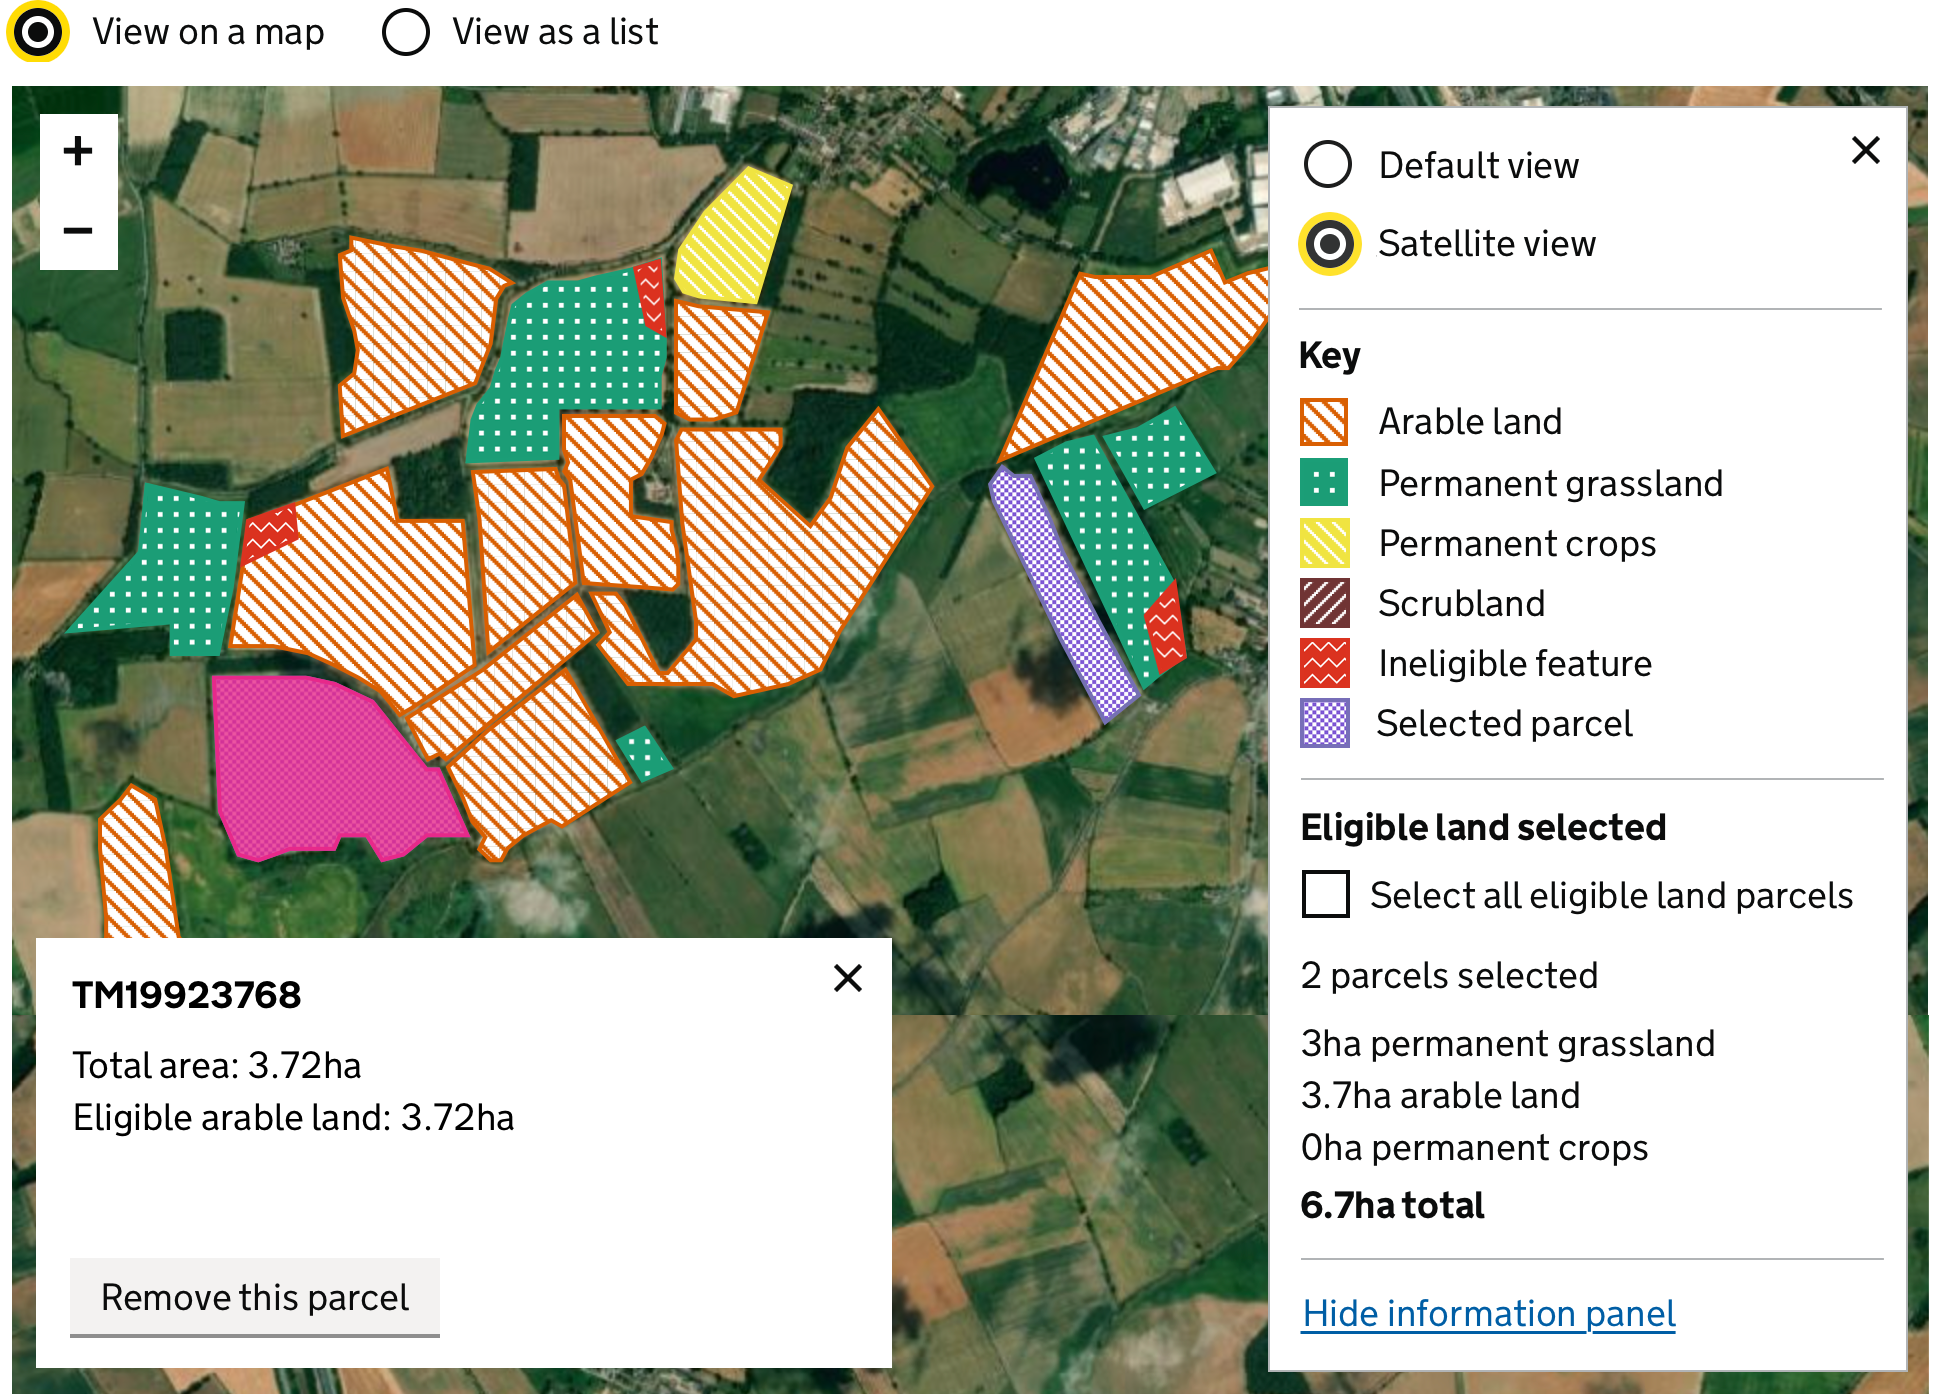 View on a map
View as a list
+
−
Default view
Satellite view
Key
Arable land
Permanent grassland
Permanent crops
Scrubland
Ineligible feature
Selected parcel
Eligible land selected
Select all eligible land parcels
2 parcels selected
3ha permanent grassland
3.7ha arable land
0ha permanent crops
6.7ha total
Hide information panel
TM19923768
Total area: 3.72ha
Eligible arable land: 3.72ha
Remove this parcel